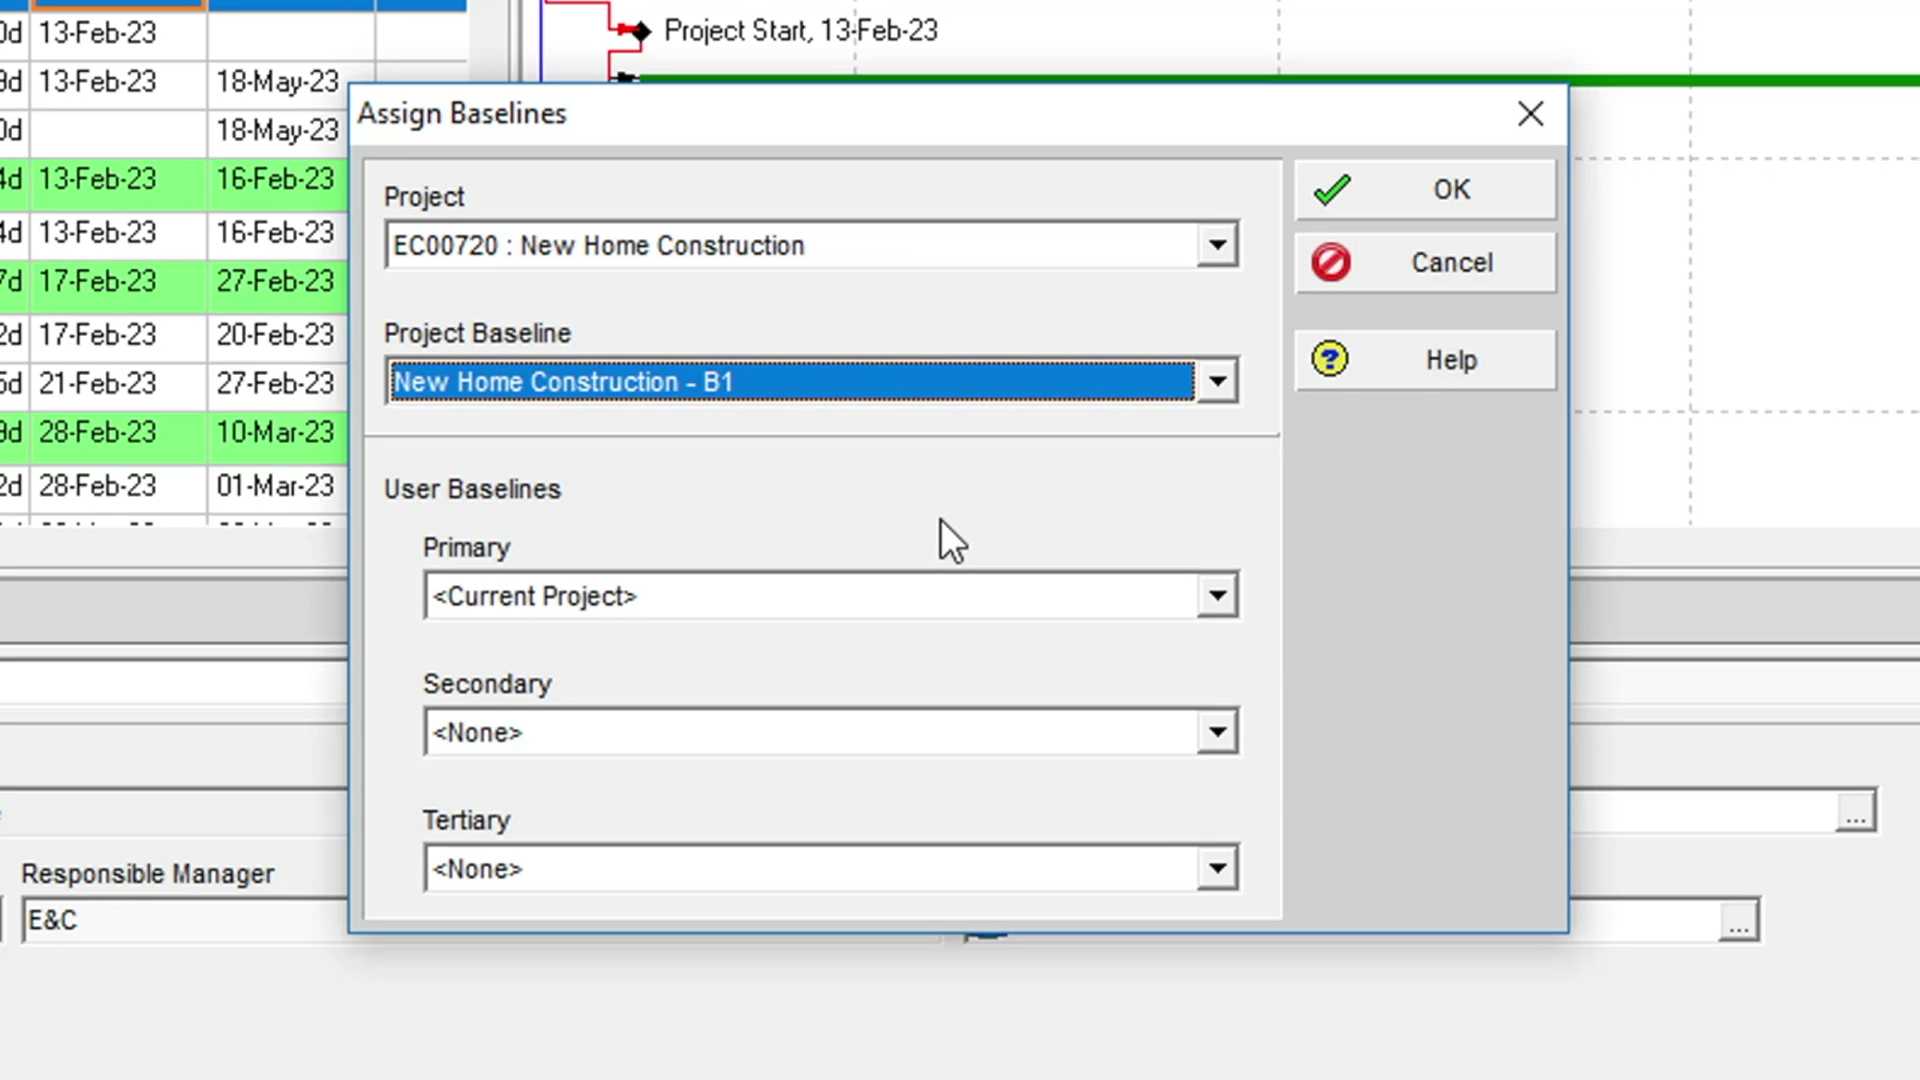 0d 13-Feb-23
Project Start, 13-Feb-23
13-Feb-23 18-May-23
0d 18-May-23
4d 13-Feb-23 16-Feb-23
4d 13-Feb-23 16-Feb-23
7d 17-Feb-23 27-Feb-23
2d 17-Feb-23 20-Feb-23
5d 21-Feb-23 27-Feb-23
9d 28-Feb-23 10-Mar-23
2d 28-Feb-23 01-Mar-23
Assign Baselines
Project
EC00720 : New Home Construction
Project Baseline
New Home Construction - B1
User Baselines
Primary
<Current Project>
Secondary
<None>
Tertiary
<None>
OK
Cancel
Help
...
Responsible Manager
E&C
...